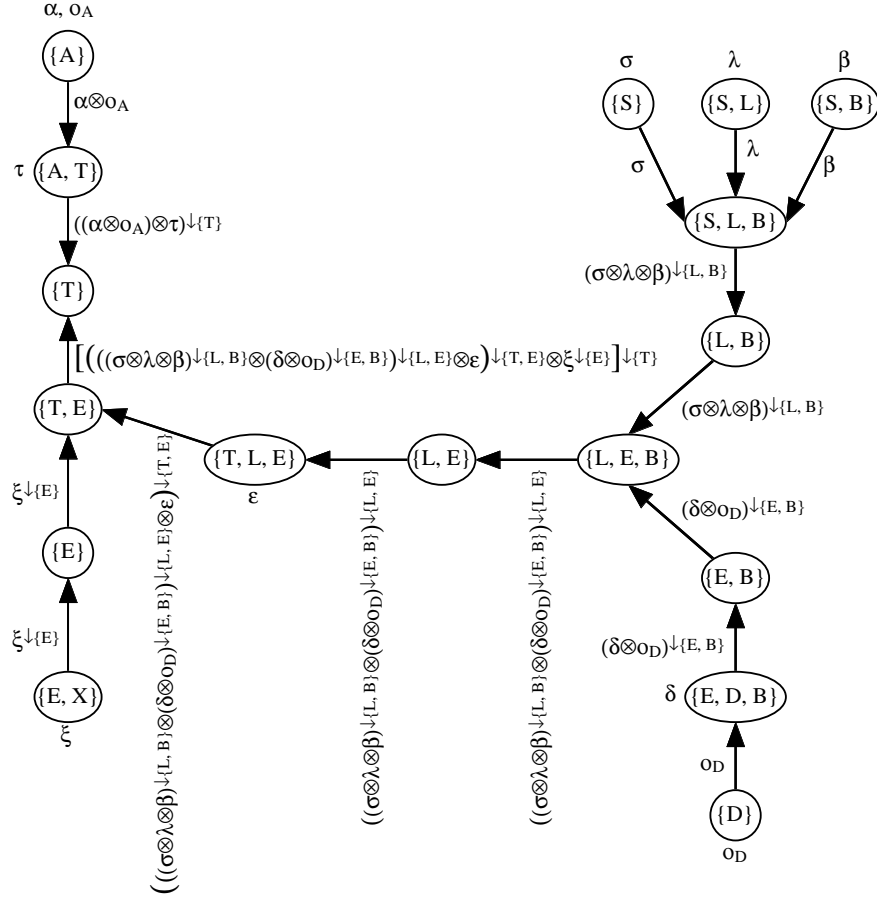 α, o_A
{A}
α⊗o_A
τ {A, T}
((α⊗o_A)⊗τ)^↓{T}
{T}
[(((σ⊗λ⊗β)^↓{L, B}⊗(δ⊗o_D)^↓{E, B})^↓{L, E}⊗ε)^↓{T, E}⊗ξ^↓{E}]^↓{T}
{T, E}
ξ^↓{E}
{E}
ξ^↓{E}
{E, X}
ξ
(((σ⊗λ⊗β)^↓{L, B}⊗(δ⊗o_D)^↓{E, B})^↓{L, E}⊗ε)^↓{T, E}
{T, L, E}
ε
((σ⊗λ⊗β)^↓{L, B}⊗(δ⊗o_D)^↓{E, B})^↓{L, E}
{L, E}
((σ⊗λ⊗β)^↓{L, B}⊗(δ⊗o_D)^↓{E, B})^↓{L, E}
{L, E, B}
σ
{S}
λ
{S, L}
β
{S, B}
σ
λ
β
{S, L, B}
(σ⊗λ⊗β)^↓{L, B}
{L, B}
(σ⊗λ⊗β)^↓{L, B}
(δ⊗o_D)^↓{E, B}
{E, B}
(δ⊗o_D)^↓{E, B}
δ {E, D, B}
o_D
{D}
o_D